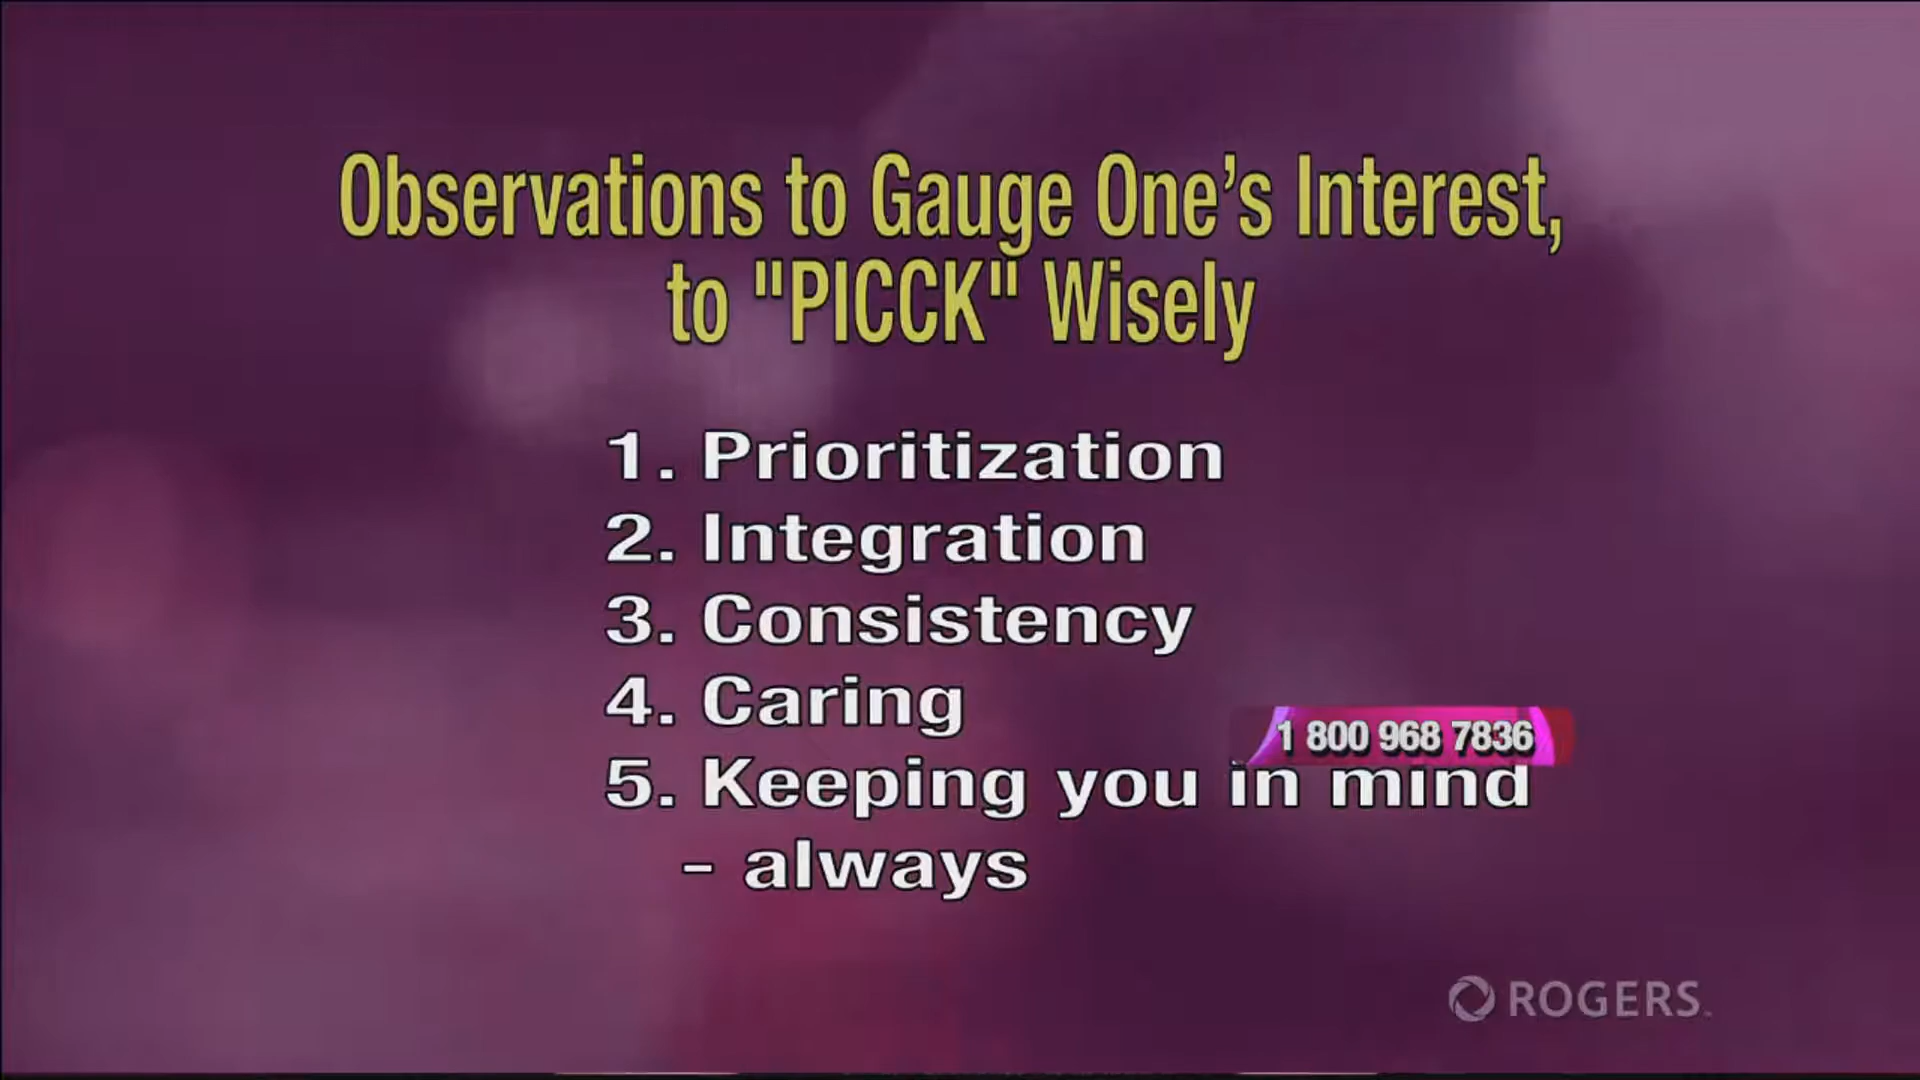 Observations to Gauge One's Interest,
to "PICCK" Wisely
1. Prioritization
2. Integration
3. Consistency
4. Caring
1 800 968 7836
5. Keeping you in mind
- always
ROGERS™